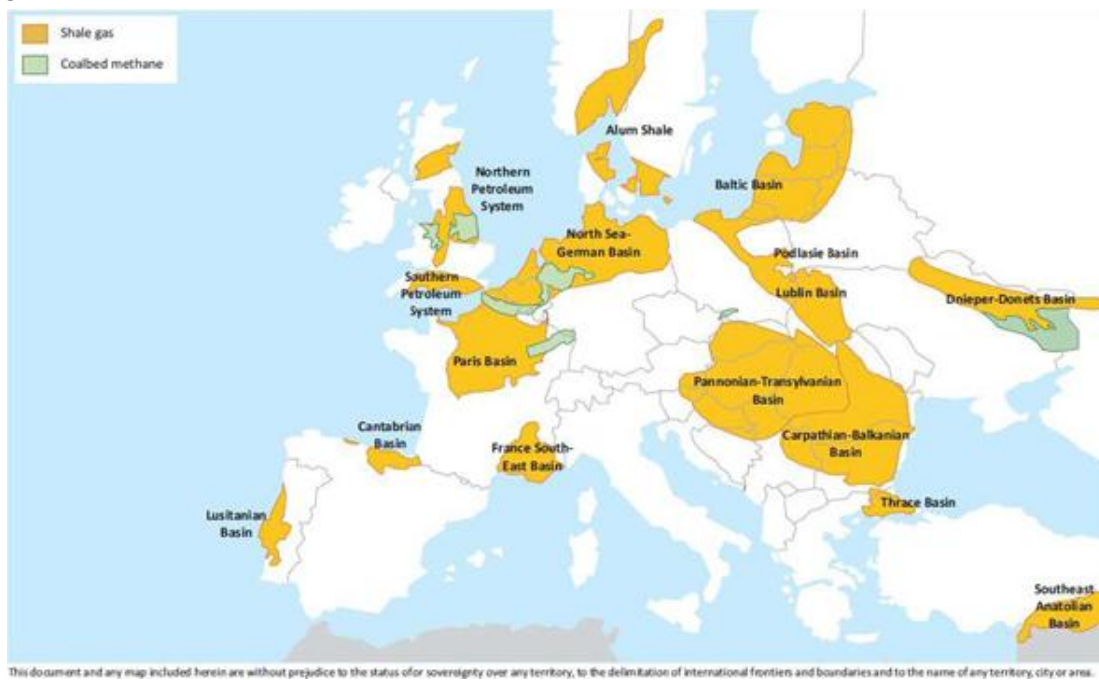 Shale gas
Coalbed methane
Alum Shale
Northern
Petroleum
System
Baltic Basin
North Sea-
German Basin
Podlasie Basin
Southern
Petroleum
System
Lublin Basin
Dnieper-Donets Basin
Paris Basin
Pannonian-Transylvanian
Basin
Cantabrian
Basin
Carpathian-Balkanian
Basin
France South-
East Basin
Thrace Basin
Lusitanian
Basin
Southeast
Anatolian
Basin
This document and any map included herein are without prejudice to the status of or sovereignty over any territory, to the delimitation of international frontiers and boundaries and to the name of any territory, city or area.